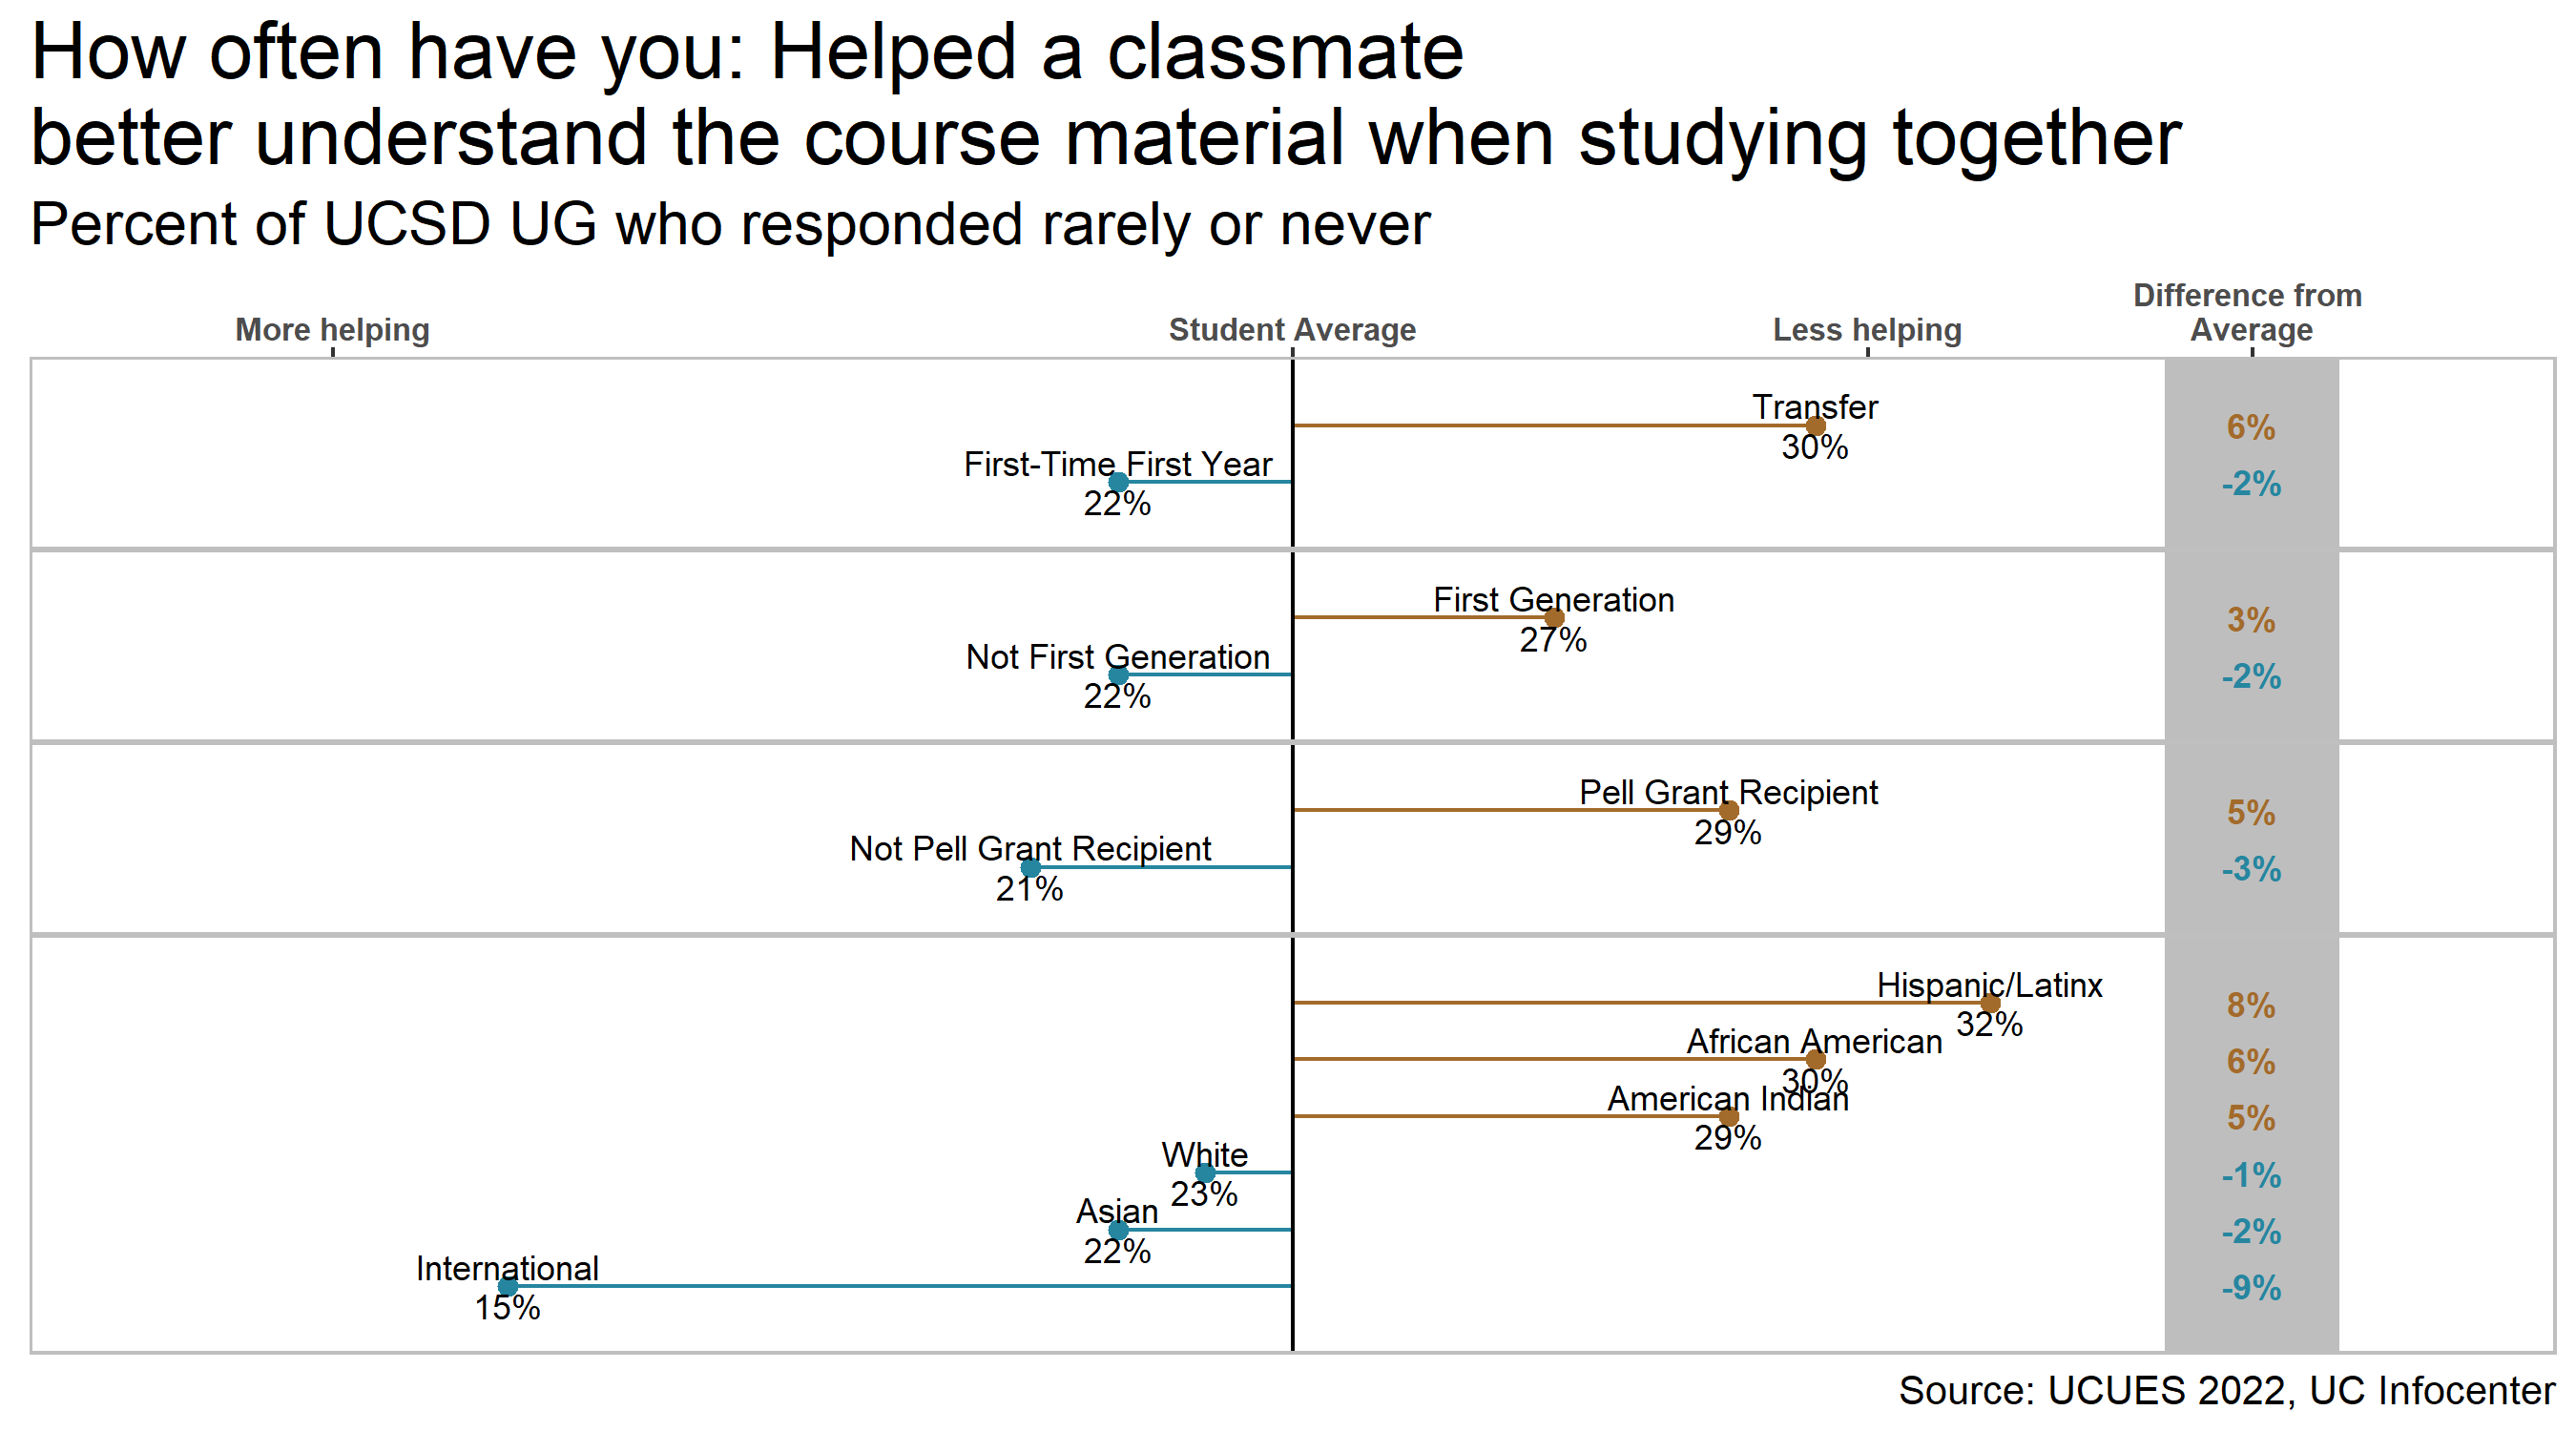 How often have you: Helped a classmate
better understand the course material when studying together
Percent of UCSD UG who responded rarely or never
More helping
Student Average
Less helping
Difference from
Average
Transfer
30%
6%
First-Time First Year
22%
-2%
First Generation
27%
3%
Not First Generation
22%
-2%
Pell Grant Recipient
29%
5%
Not Pell Grant Recipient
21%
-3%
Hispanic/Latinx
32%
8%
African American
30%
6%
American Indian
29%
5%
White
23%
-1%
Asian
22%
-2%
International
15%
-9%
Source: UCUES 2022, UC Infocenter